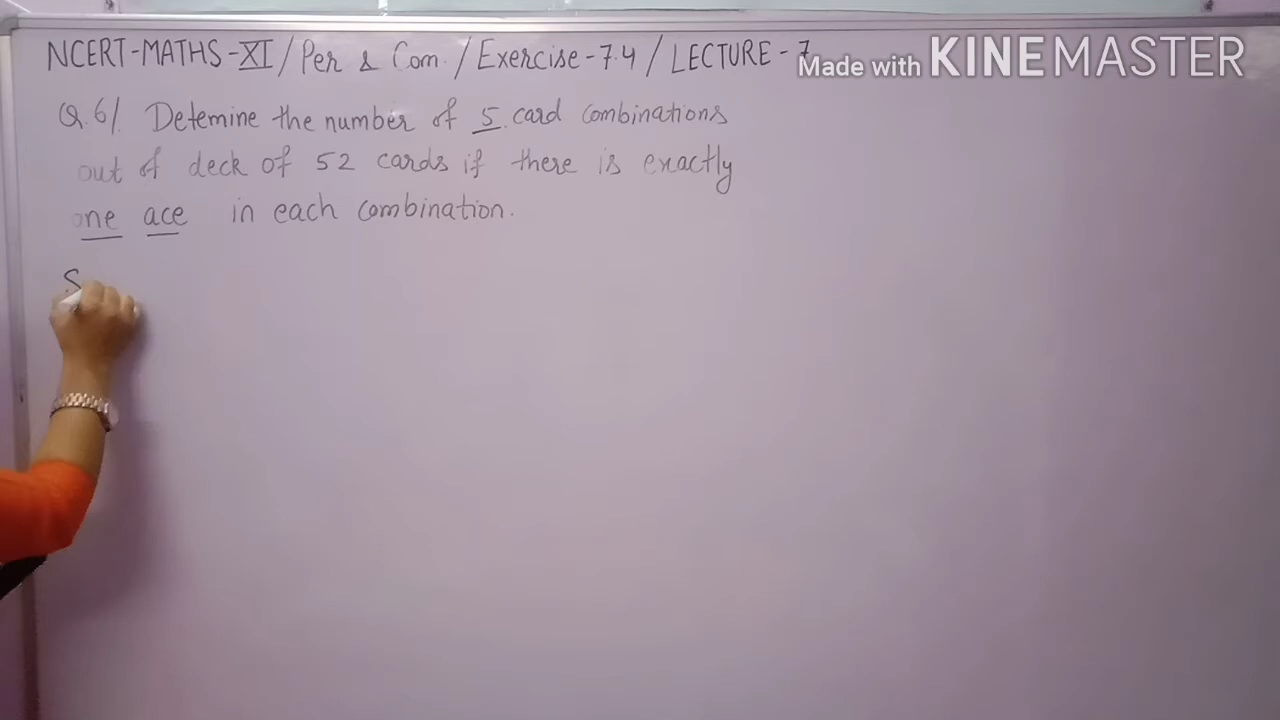 NCERT-MATHS-XI / Per & Com. / Exercise-7.4 / LECTURE - 7
Made with KINEMASTER
Q.6/. Detemine the number of 5 card combinations
out of deck of 52 cards if there is exactly
one ace in each combination.
S